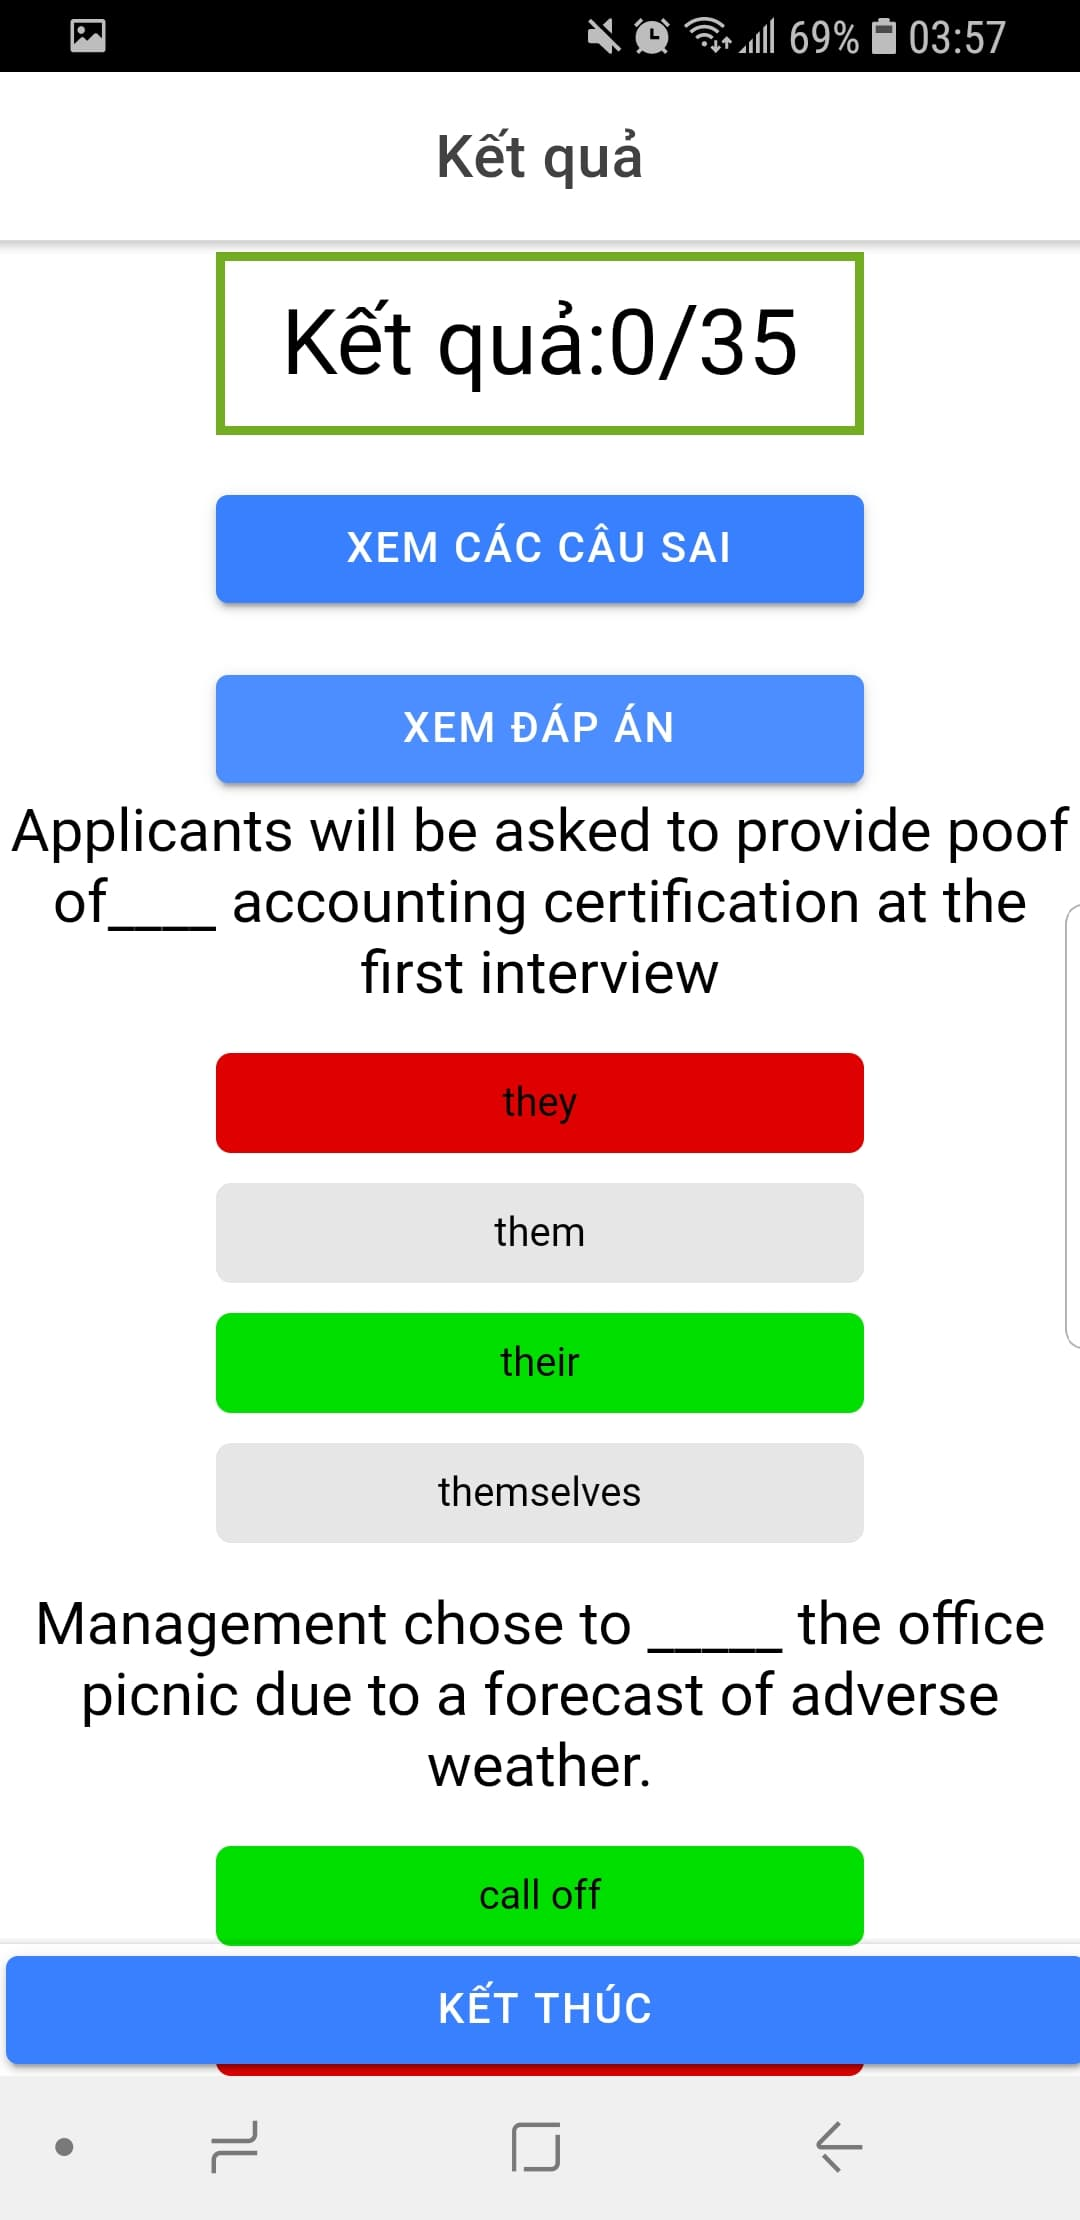 69% 03:57
Kết quả
Kết quả:0/35
XEM CÁC CÂU SAI
XEM ĐÁP ÁN
Applicants will be asked to provide poof
of____ accounting certification at the
first interview
they
them
their
themselves
Management chose to _____ the office
picnic due to a forecast of adverse
weather.
call off
KẾT THÚC